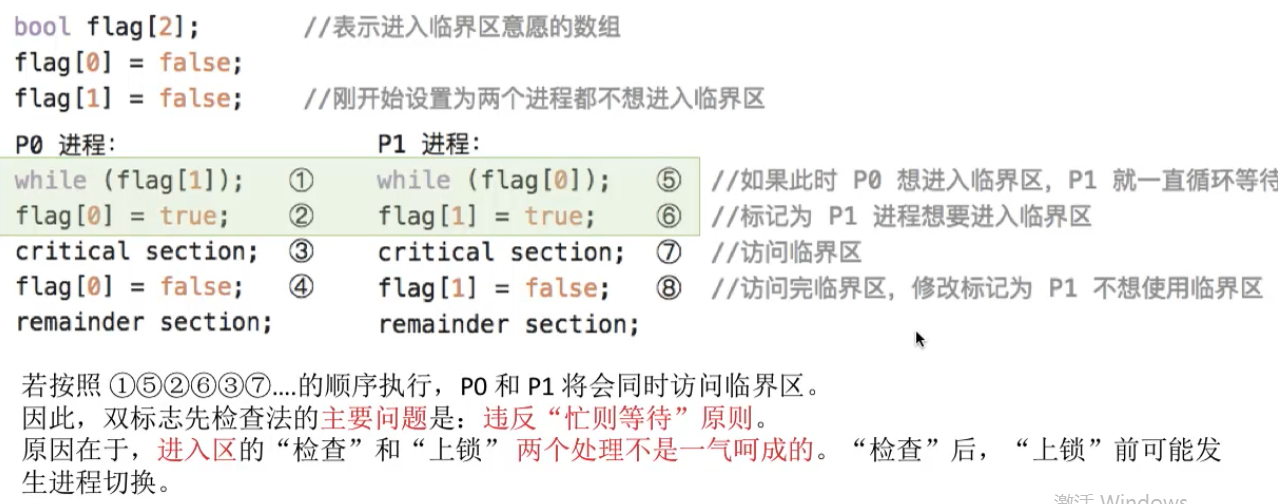 bool flag[2]; //表示进入临界区意愿的数组
flag[0] = false;
flag[1] = false; //刚开始设置为两个进程都不想进入临界区
P0 进程: P1 进程:
while (flag[1]); ① while (flag[0]); ⑤ //如果此时 P0 想进入临界区，P1 就一直循环等待
flag[0] = true; ② flag[1] = true; ⑥ //标记为 P1 进程想要进入临界区
critical section; ③ critical section; ⑦ //访问临界区
flag[0] = false; ④ flag[1] = false; ⑧ //访问完临界区，修改标记为 P1 不想使用临界区
remainder section; remainder section;
若按照 ①⑤②⑥③⑦....的顺序执行，P0 和 P1 将会同时访问临界区。
因此，双标志先检查法的主要问题是：违反“忙则等待”原则。
原因在于，进入区的“检查”和“上锁” 两个处理不是一气呵成的。“检查”后，“上锁”前可能发
生进程切换。
激活 Windows